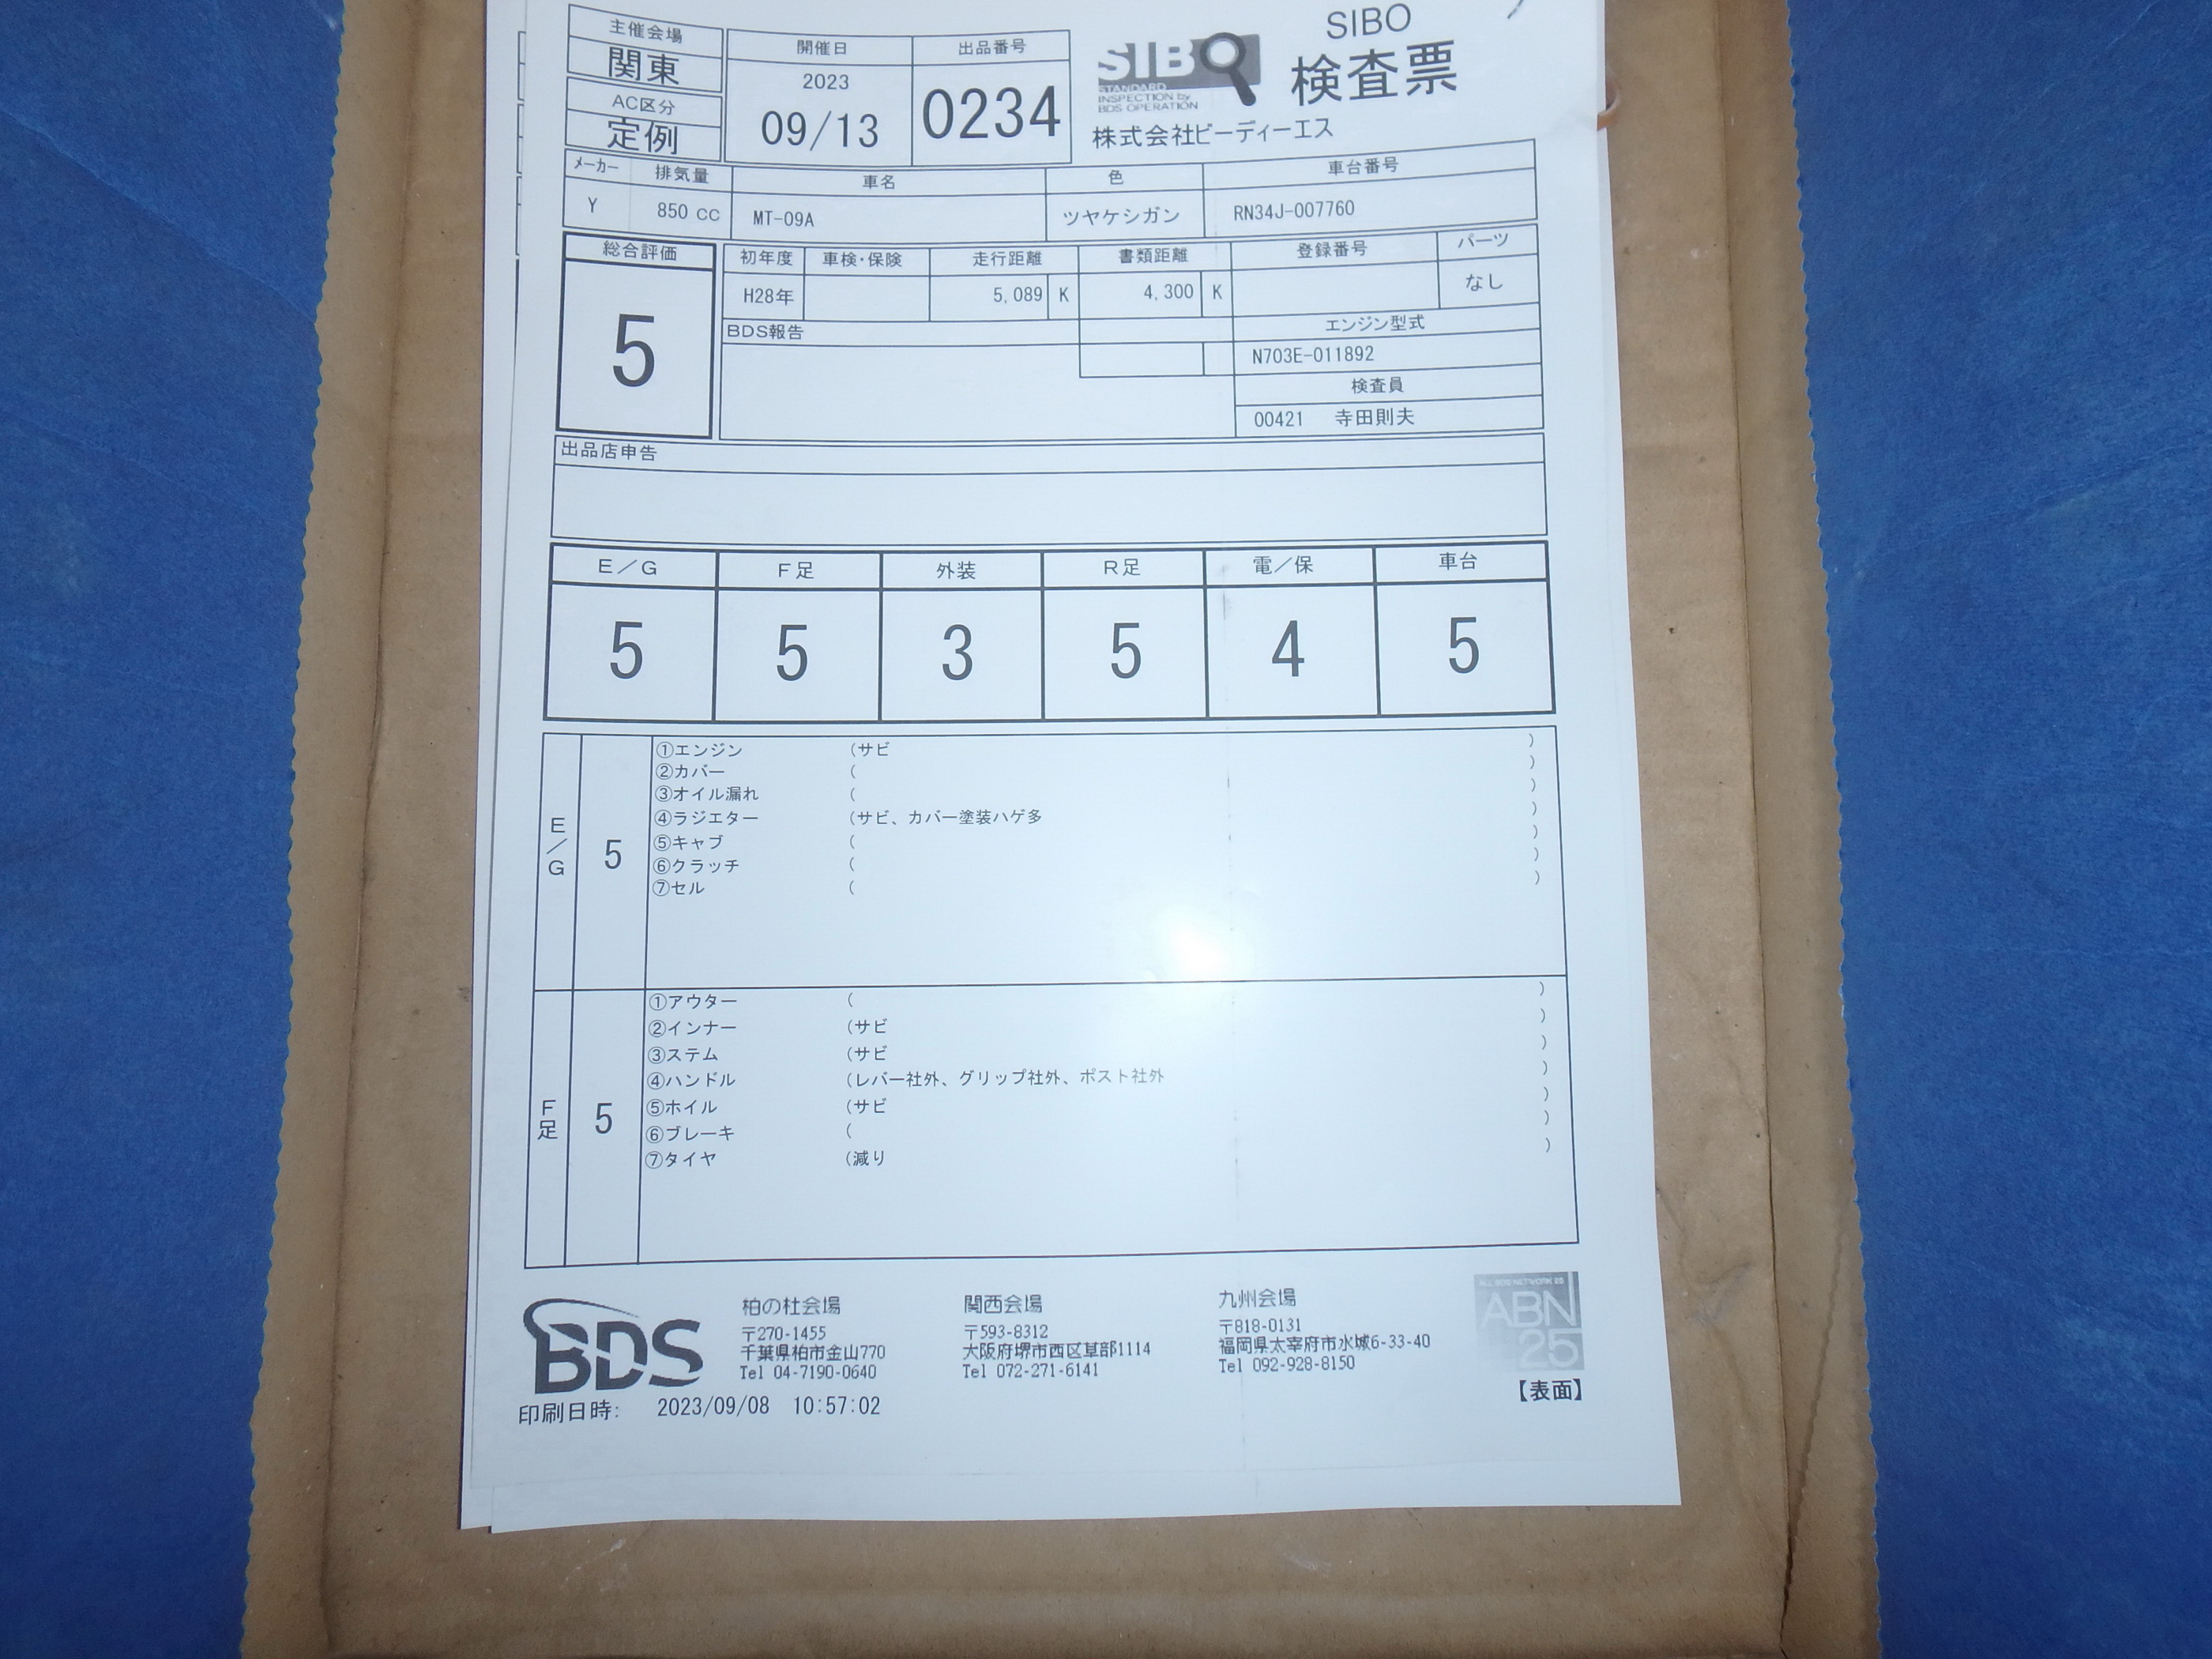 主催会場
関東
AC区分
定例
開催日
2023
09/13
出品番号
0234
SIBO
STANDARD
INSPECTION by
BDS OPERATION
SIBO
検査票
株式会社ビーディーエス
メーカー 排気量 車名 色 車台番号
Y 850 CC MT-09A ツヤケシガン RN34J-007760
総合評価
5
初年度 車検・保険 走行距離 書類距離 登録番号 パーツ
H28年 5,089 K 4,300 K なし
BDS報告
エンジン型式
N703E-011892
検査員
00421 寺田則夫
出品店申告
E/G F足 外装 R足 電/保 車台
5 5 3 5 4 5
E/G
5
①エンジン (サビ )
②カバー ( )
③オイル漏れ ( )
④ラジエター (サビ、カバー塗装ハゲ多 )
⑤キャブ ( )
⑥クラッチ ( )
⑦セル ( )
F足
5
①アウター ( )
②インナー (サビ )
③ステム (サビ )
④ハンドル (レバー社外、グリップ社外、ポスト社外 )
⑤ホイル (サビ )
⑥ブレーキ ( )
⑦タイヤ (減り )
BDS
柏の杜会場
〒270-1455
千葉県柏市金山770
Tel 04-7190-0640
関西会場
〒593-8312
大阪府堺市西区草部1114
Tel 072-271-6141
九州会場
〒818-0131
福岡県太宰府市水城6-33-40
Tel 092-928-8150
ALL BDS NETWORK 25
ABN
25
【表面】
印刷日時: 2023/09/08 10:57:02